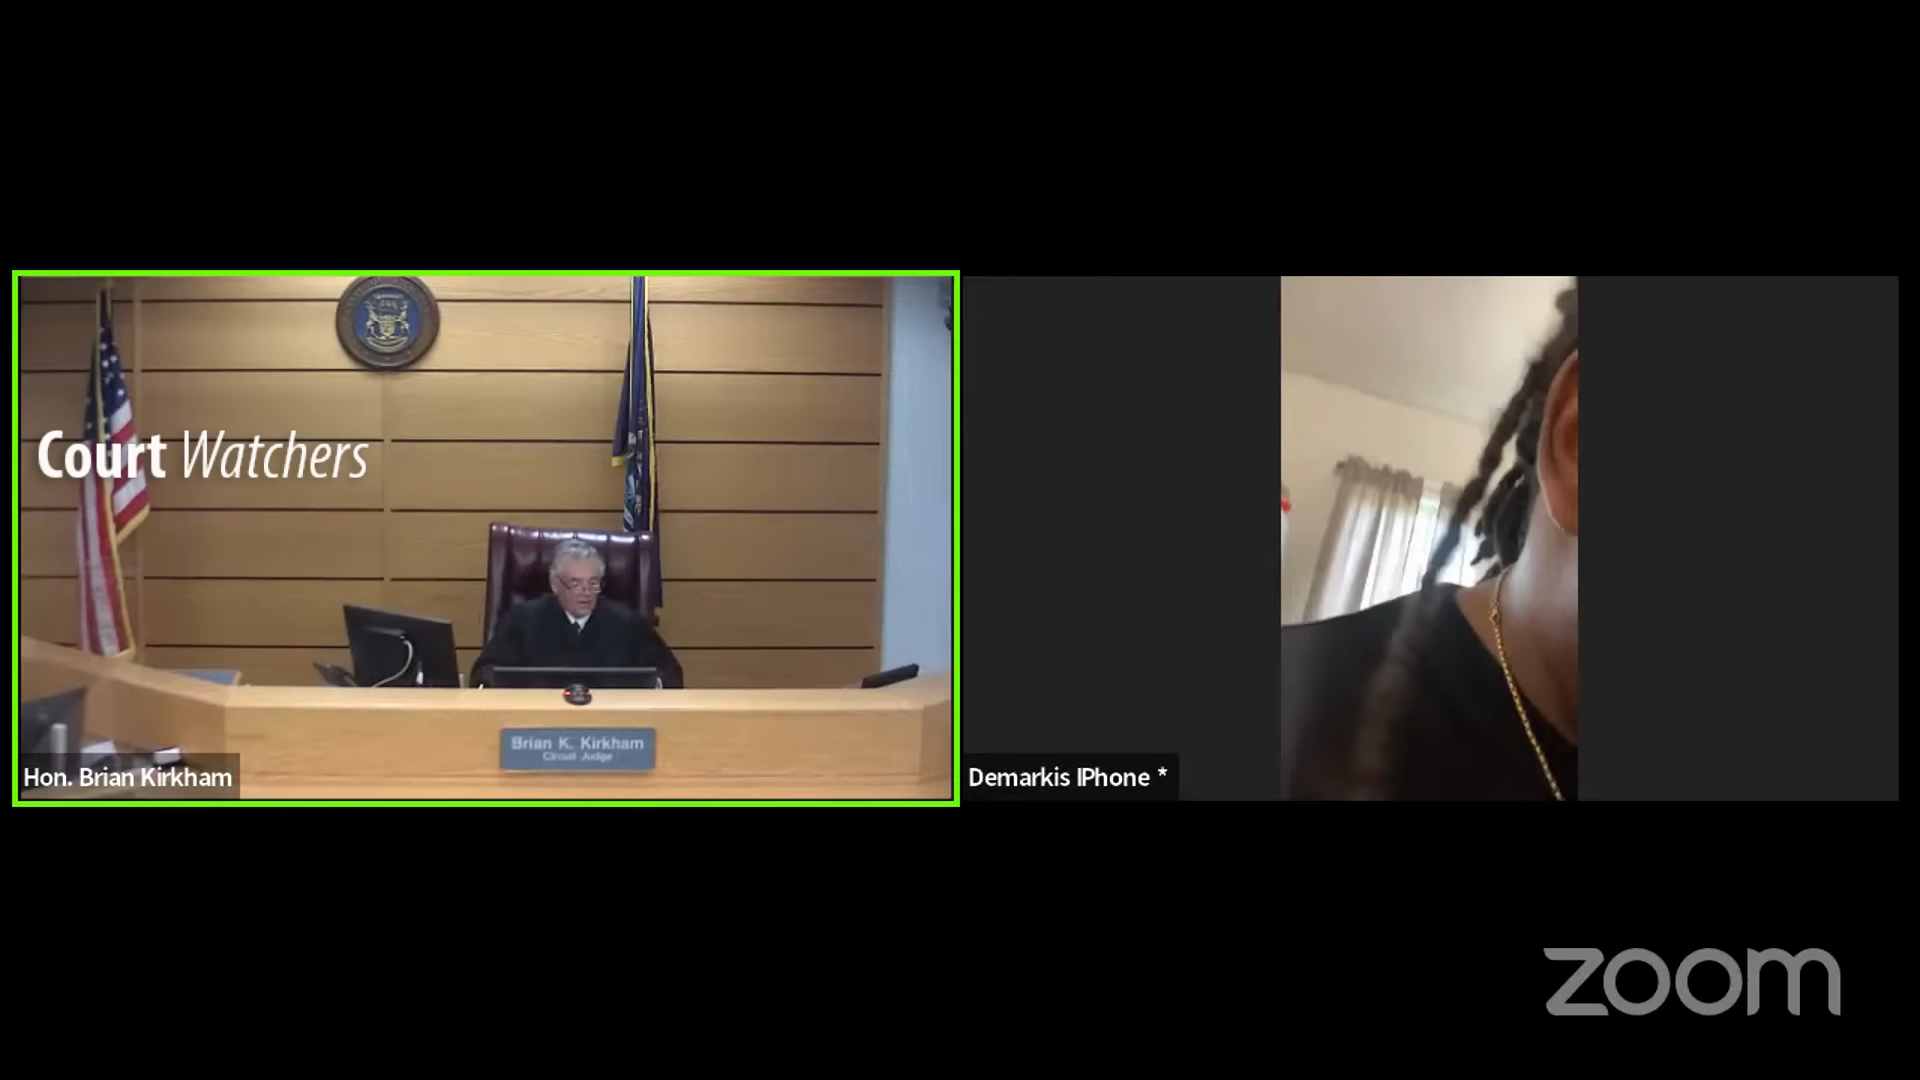 Court Watchers
Brian K. Kirkham
Circuit Judge
Hon. Brian Kirkham
Demarkis IPhone *
zoom